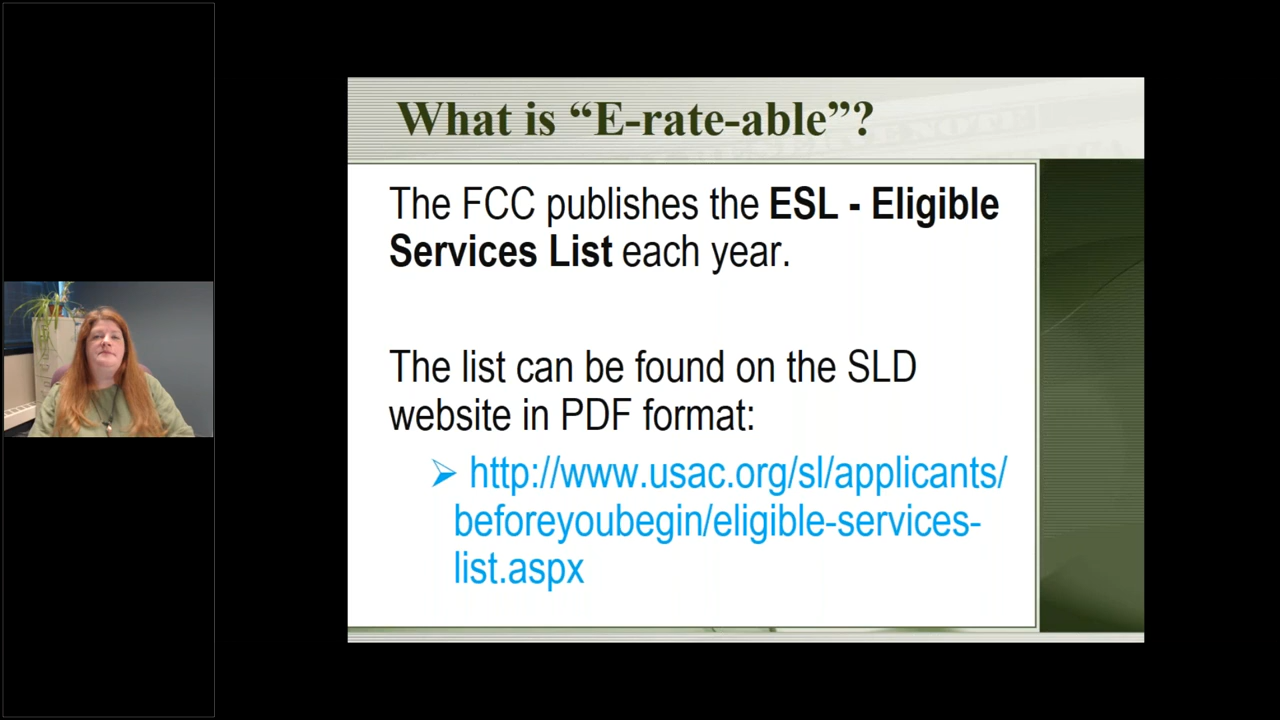 What is “E-rate-able”?
The FCC publishes the ESL - Eligible
Services List each year.
The list can be found on the SLD
website in PDF format:
➢ http://www.usac.org/sl/applicants/
beforeyoubegin/eligible-services-
list.aspx